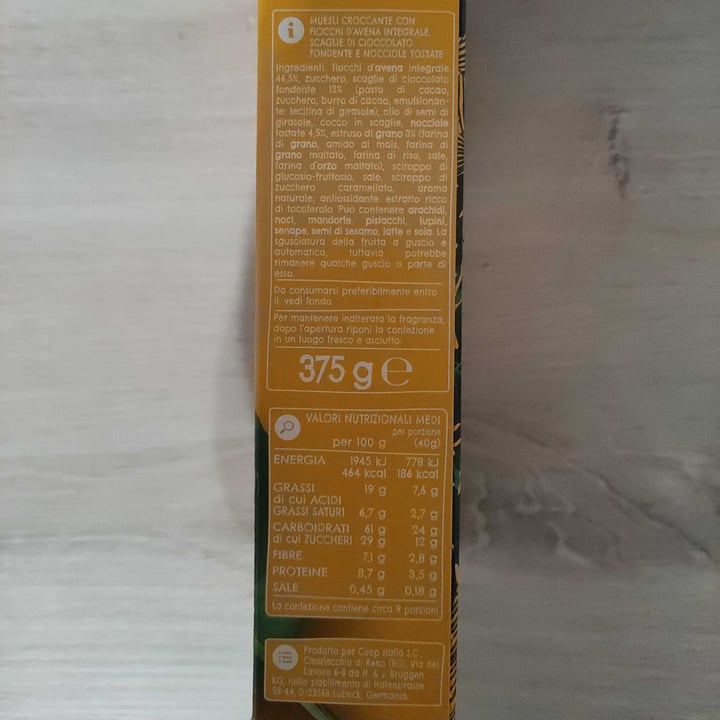 MUESLI CROCCANTE CON
FIOCCHI D'AVENA INTEGRALE,
SCAGLIE DI CIOCCOLATO
FONDENTE E NOCCIOLE TOSTATE
Ingredienti: fiocchi d'avena integrale
44,5%, zucchero, scaglie di cioccolato
fondente 12% (pasta di cacao,
zucchero, burro di cacao, emulsionan-
te: lecitina di girasole), olio di semi di
girasole, cocco in scaglie, nocciole
tostate 4,5%, estruso di grano 3% (farina
di grano, amido di mais, farina di
grano maltato, farina di riso, sale,
farina d'orzo maltato), sciroppo di
glucosio-fruttosio, sale, sciroppo di
zucchero caramellato, aroma
naturale, antiossidante: estratto ricco
di tocoferolo. Può contenere arachidi,
noci, mandorle, pistacchi, lupini,
senape, semi di sesamo, latte e soia. La
sgusciatura della frutta a guscio è
automatica, tuttavia potrebbe
rimanere qualche guscio o parte di
esso.
Da consumarsi preferibilmente entro
il: vedi fondo.
Per mantenere inalterata la fragranza,
dopo l'apertura riponi la confezione
in un luogo fresco e asciutto.
375 g e
VALORI NUTRIZIONALI MEDI
per porzione
per 100 g (40g)
ENERGIA 1945 kJ 778 kJ
464 kcal 186 kcal
GRASSI 19 g 7,6 g
di cui ACIDI
GRASSI SATURI 6,7 g 2,7 g
CARBOIDRATI 61 g 24 g
di cui ZUCCHERI 29 g 12 g
FIBRE 7,1 g 2,8 g
PROTEINE 8,7 g 3,5 g
SALE 0,45 g 0,18 g
La confezione contiene circa 9 porzioni
Prodotto per Coop Italia S.C.,
Casalecchio di Reno (BO), Via del
Lavoro 6-8 da H. & J. Brüggen
KG, nello stabilimento di Hafenstrasse
28-44, D-23568 Lübeck, Germania.